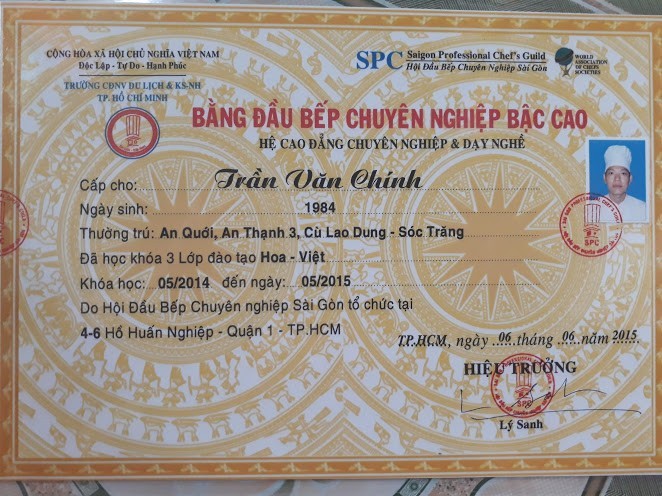 CỘNG HÒA XÃ HỘI CHỦ NGHĨA VIỆT NAM
Độc Lập - Tự Do - Hạnh Phúc
TRƯỜNG CĐNV DU LỊCH & KS-NH
TP. HỒ CHÍ MINH
SPC Saigon Professional Chef's Guild
Hội Đầu Bếp Chuyên Nghiệp Sài Gòn
WORLD
ASSOCIATION
OF CHEFS
SOCIETIES
BẰNG ĐẦU BẾP CHUYÊN NGHIỆP BẬC CAO
HỆ CAO ĐẲNG CHUYÊN NGHIỆP & DẠY NGHỀ
Cấp cho: Trần Văn Chính
Ngày sinh: 1984
Thường trú: An Quới, An Thạnh 3, Cù Lao Dung - Sóc Trăng
Đã học khóa 3 Lớp đào tạo Hoa - Việt
Khóa học: 05/2014 đến ngày: 05/2015
Do Hội Đầu Bếp Chuyên nghiệp Sài Gòn tổ chức tại
4-6 Hồ Huấn Nghiệp - Quận 1 - TP.HCM
TP.HCM, ngày 06 tháng 06 năm 2015
HIỆU TRƯỞNG
SPC
SPC
Lý Sanh